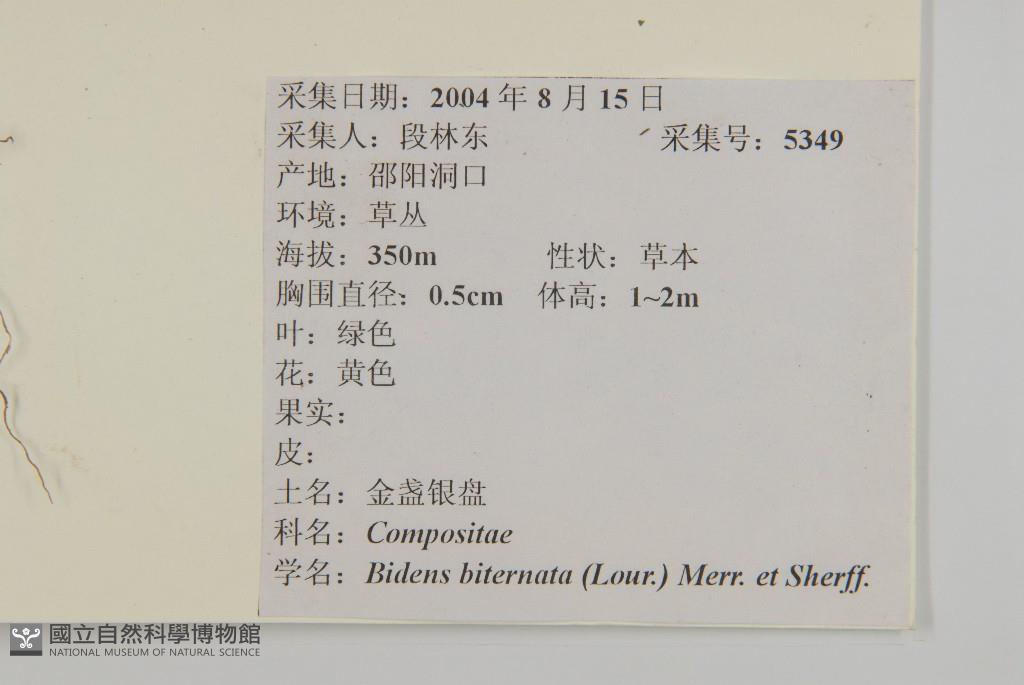 采集日期：2004 年 8 月 15 日
采集人：段林东 采集号：5349
产地：邵阳洞口
环境：草丛
海拔：350m 性状：草本
胸围直径：0.5cm 体高：1~2m
叶：绿色
花：黄色
果实：
皮：
土名：金盏银盘
科名：Compositae
学名：Bidens biternata (Lour.) Merr. et Sherff.
國立自然科學博物館
NATIONAL MUSEUM OF NATURAL SCIENCE